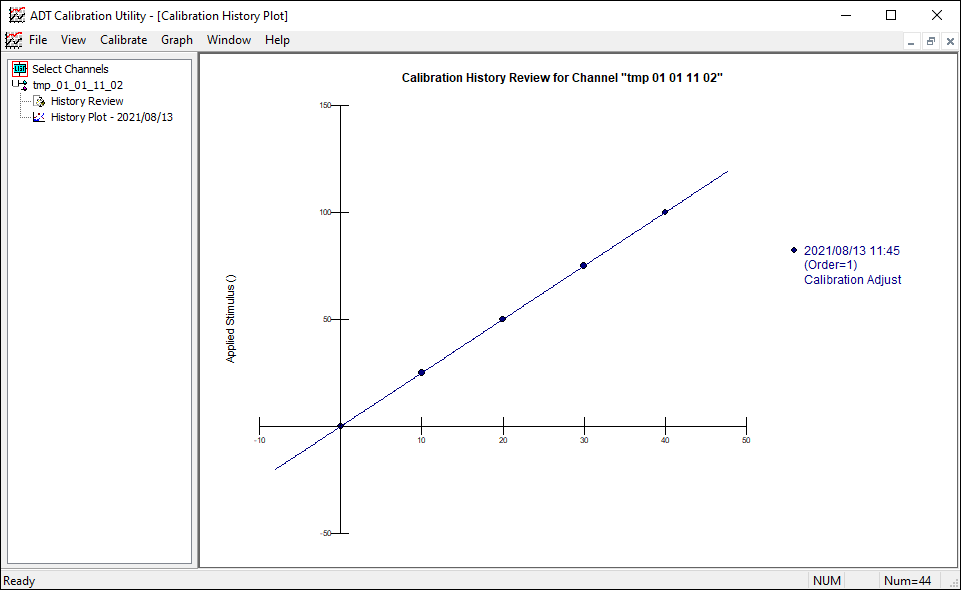 ADT Calibration Utility - [Calibration History Plot]
File View Calibrate Graph Window Help
Select Channels
tmp_01_01_11_02
History Review
History Plot - 2021/08/13
Calibration History Review for Channel "tmp 01 01 11 02"
150
100
50
-50
Applied Stimulus ()
-10 10 20 30 40 50
2021/08/13 11:45
(Order=1)
Calibration Adjust
Ready NUM Num=44